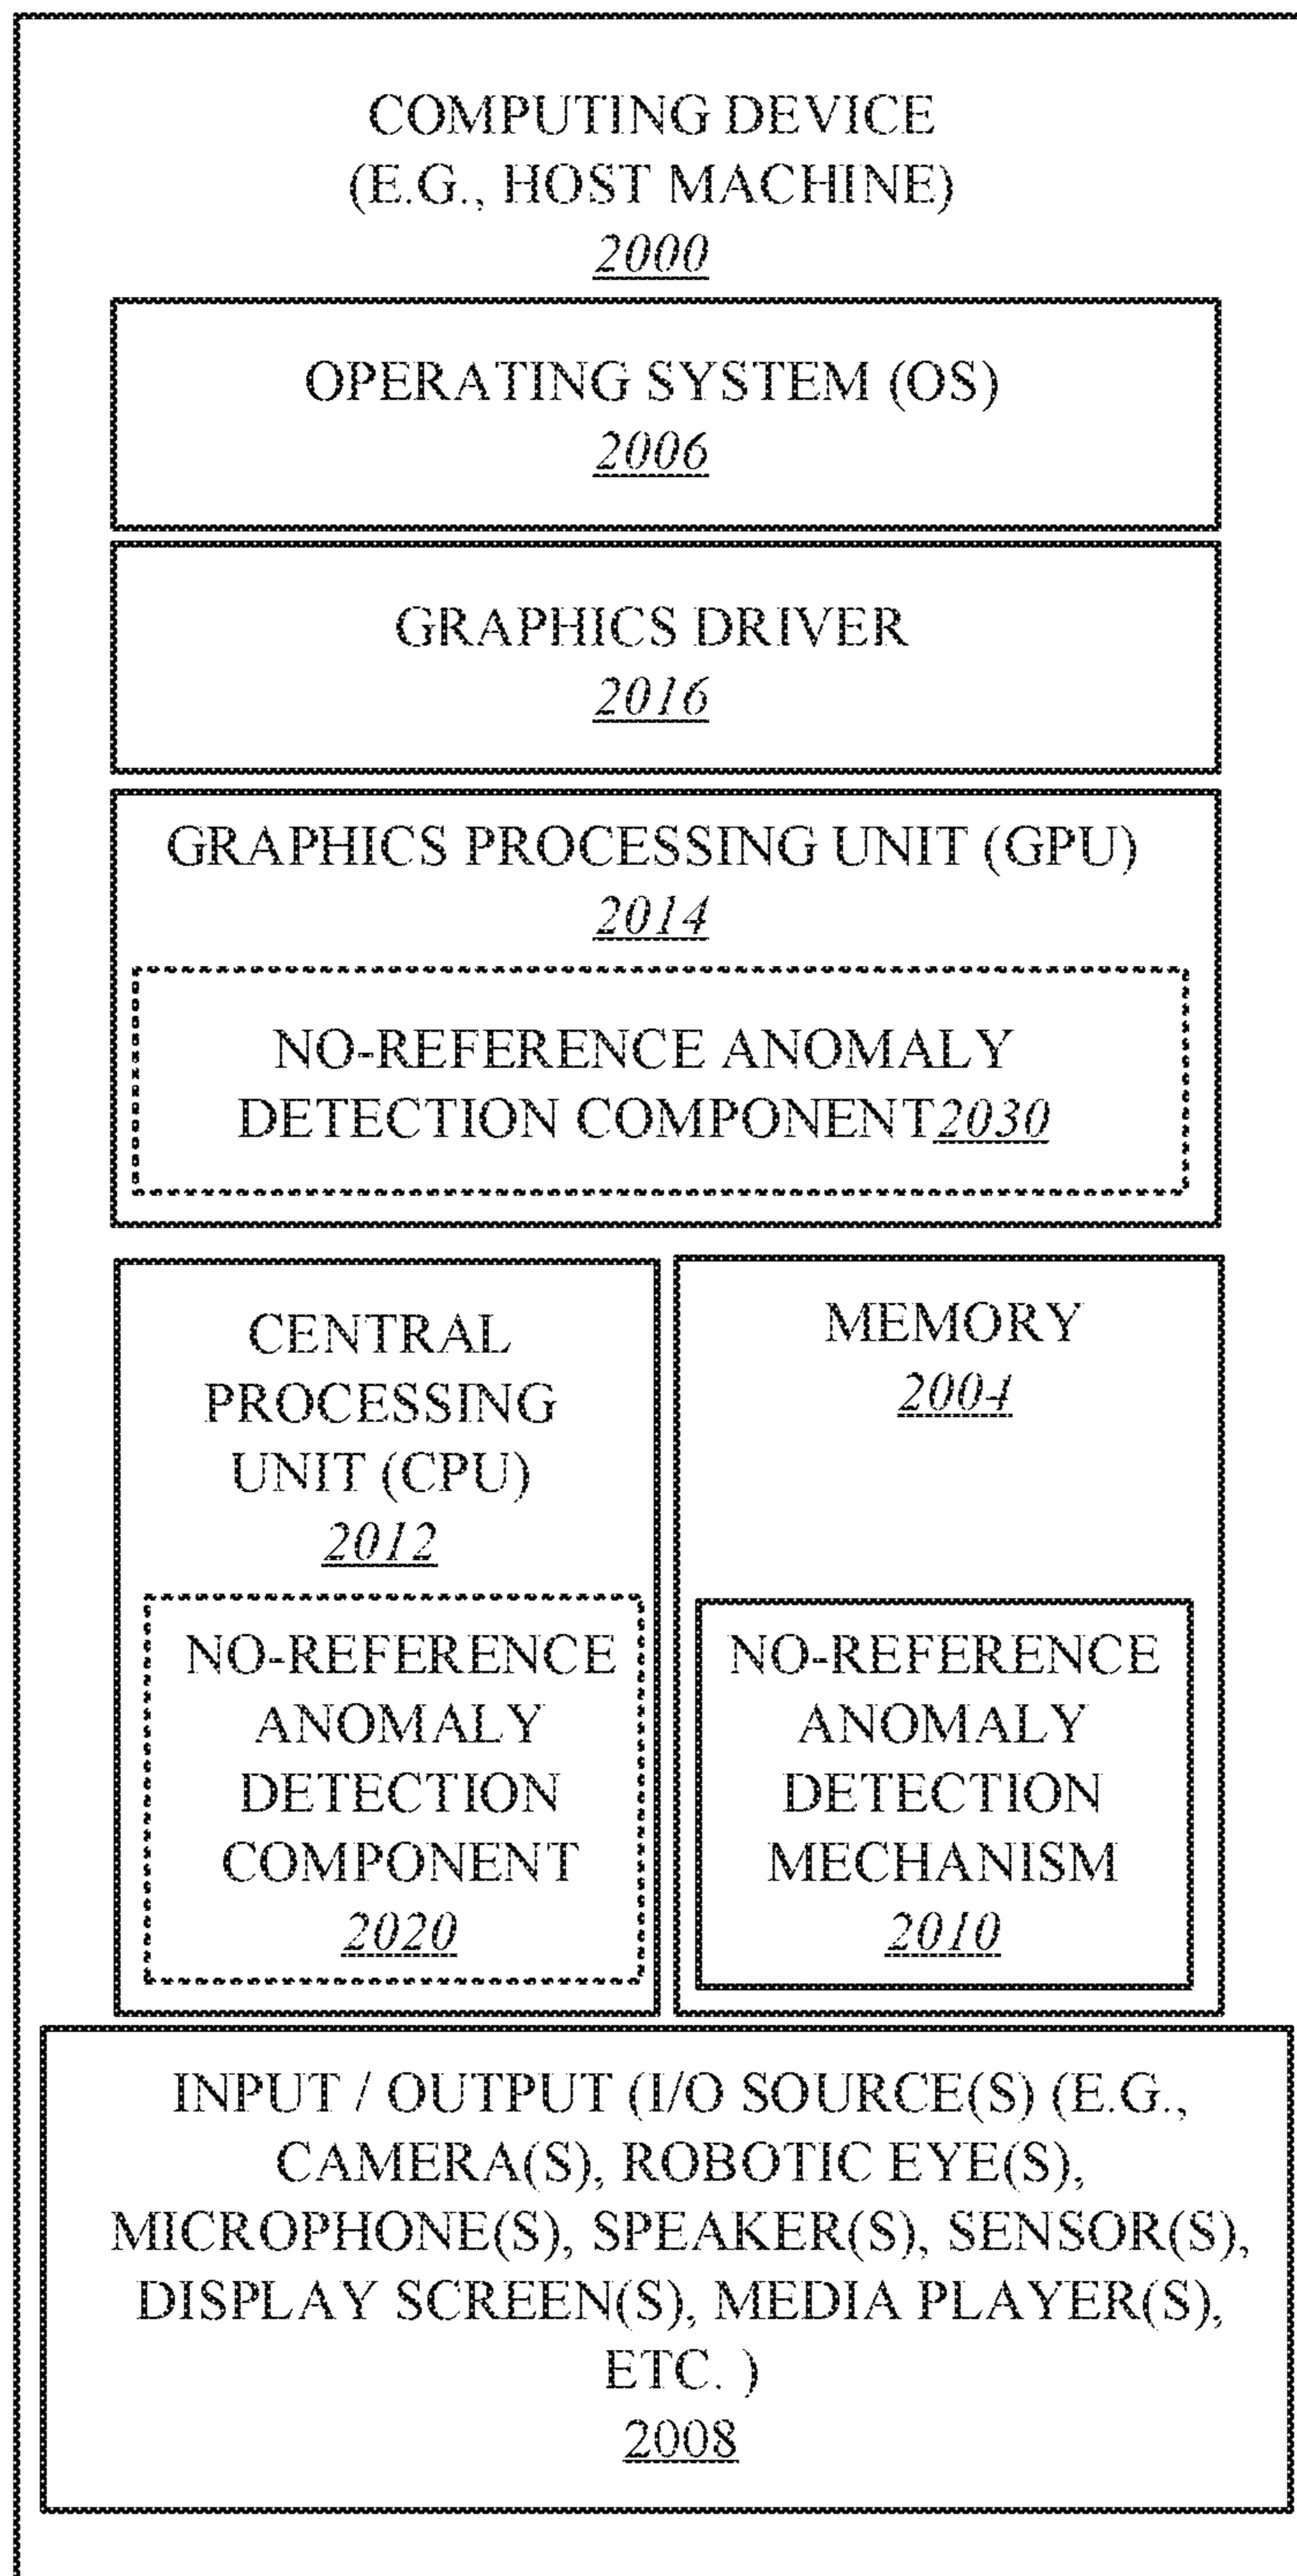 COMPUTING DEVICE
(E.G., HOST MACHINE)
2000
OPERATING SYSTEM (OS)
2006
GRAPHICS DRIVER
2016
GRAPHICS PROCESSING UNIT (GPU)
2014
NO-REFERENCE ANOMALY
DETECTION COMPONENT2030
CENTRAL
PROCESSING
UNIT (CPU)
2012
NO-REFERENCE
ANOMALY
DETECTION
COMPONENT
2020
MEMORY
2004
NO-REFERENCE
ANOMALY
DETECTION
MECHANISM
2010
INPUT / OUTPUT (I/O SOURCE(S) (E.G.,
CAMERA(S), ROBOTIC EYE(S),
MICROPHONE(S), SPEAKER(S), SENSOR(S),
DISPLAY SCREEN(S), MEDIA PLAYER(S),
ETC. )
2008